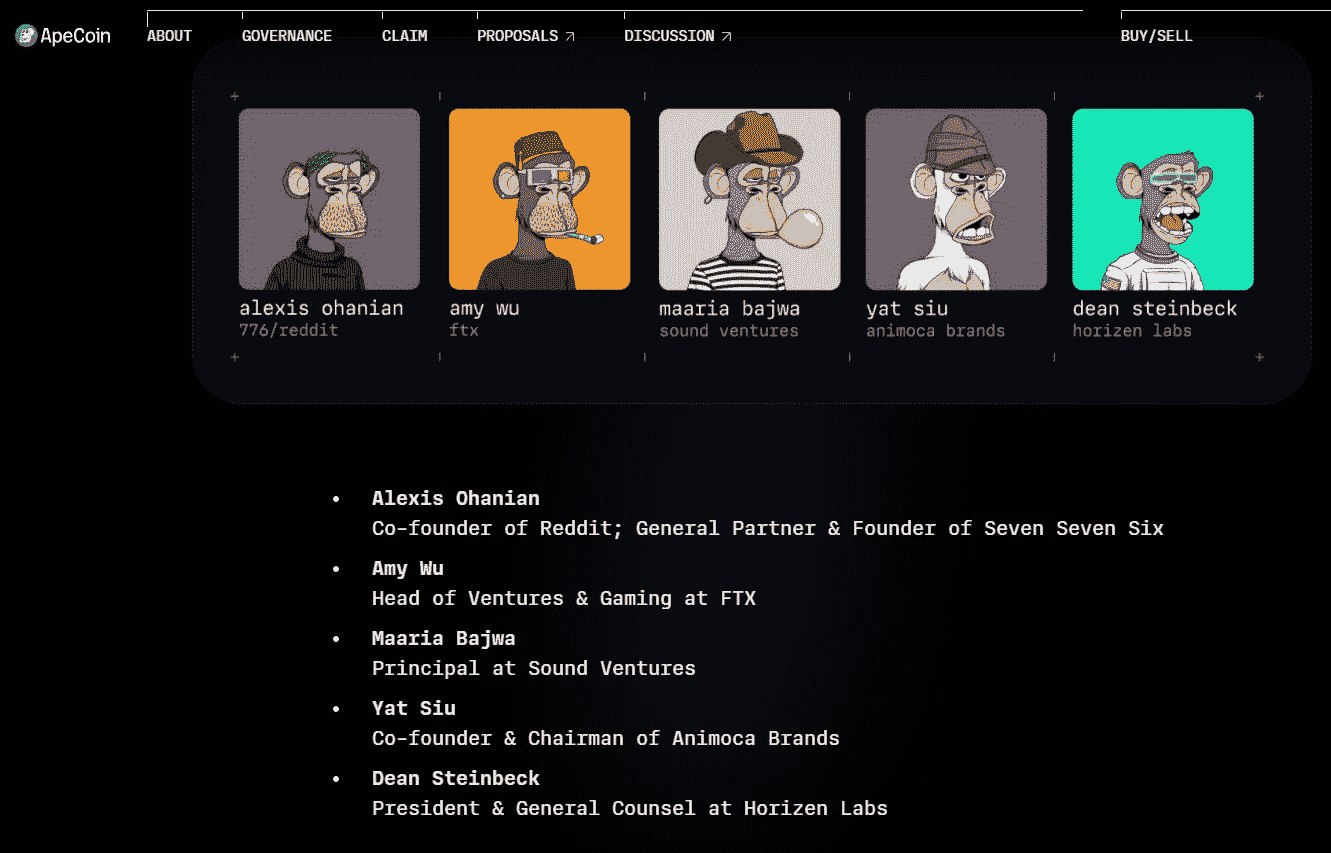 ApeCoin
ABOUT
GOVERNANCE
CLAIM
PROPOSALS ↗
DISCUSSION ↗
BUY/SELL
alexis ohanian
776/reddit
amy wu
ftx
maaria bajwa
sound ventures
yat siu
animoca brands
dean steinbeck
horizen labs
• Alexis Ohanian
Co-founder of Reddit; General Partner & Founder of Seven Seven Six
• Amy Wu
Head of Ventures & Gaming at FTX
• Maaria Bajwa
Principal at Sound Ventures
• Yat Siu
Co-founder & Chairman of Animoca Brands
• Dean Steinbeck
President & General Counsel at Horizen Labs